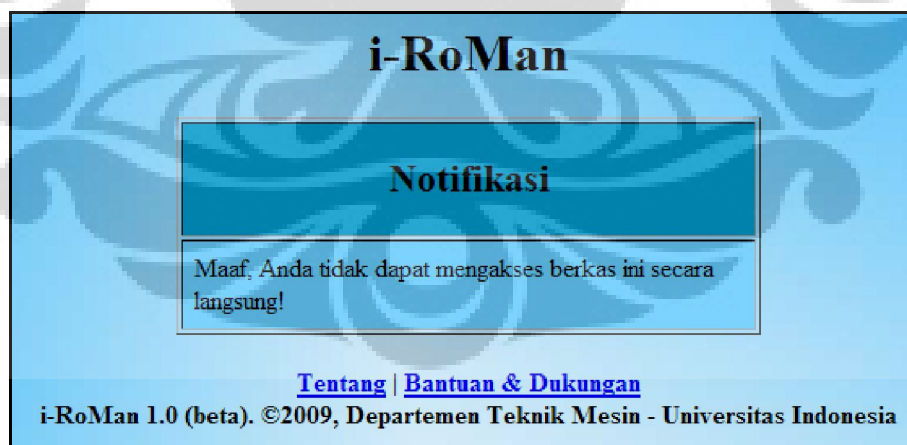 i-RoMan
Notifikasi
Maaf, Anda tidak dapat mengakses berkas ini secara
langsung!
Tentang | Bantuan & Dukungan
i-RoMan 1.0 (beta). ©2009, Departemen Teknik Mesin - Universitas Indonesia